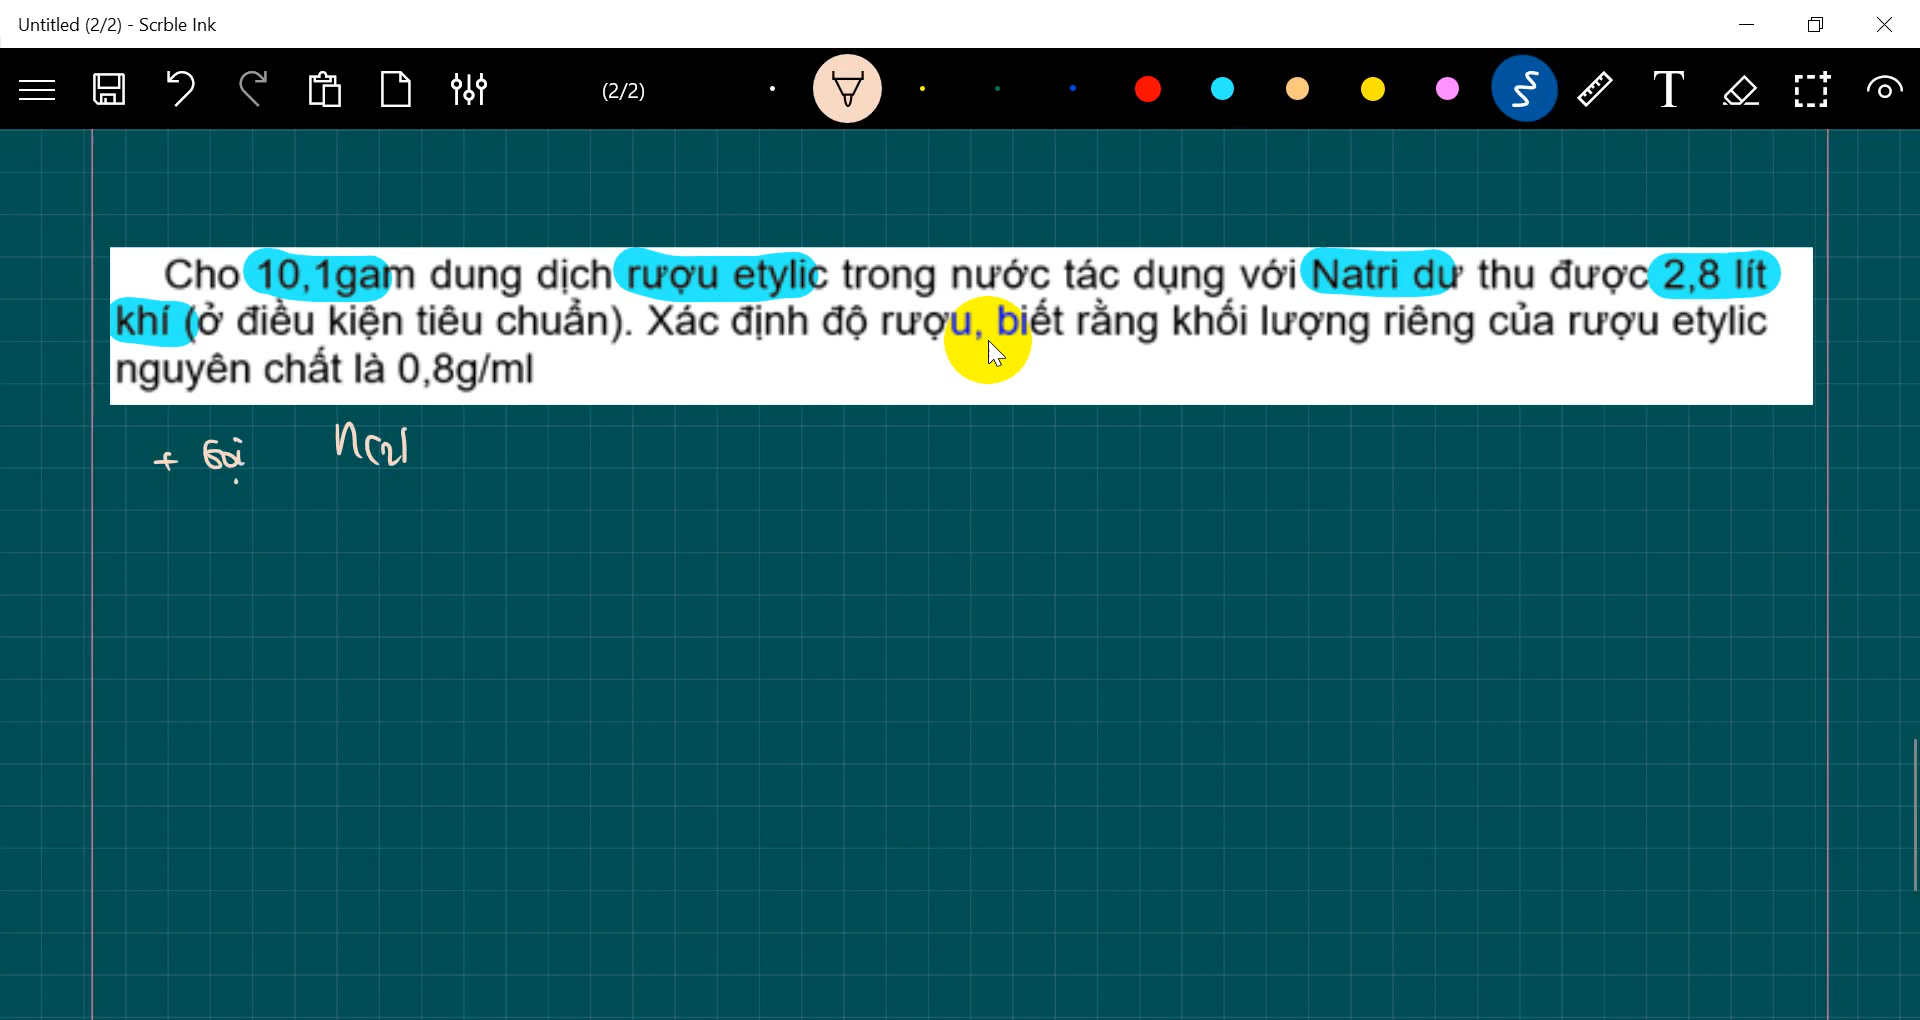 Untitled (2/2) - Scrble Ink
(2/2)
T
Cho 10,1gam dung dịch rượu etylic trong nước tác dụng với Natri dư thu được 2,8 lít
khí (ở điều kiện tiêu chuẩn). Xác định độ rượu, biết rằng khối lượng riêng của rượu etylic
nguyên chất là 0,8g/ml
+ Gọi